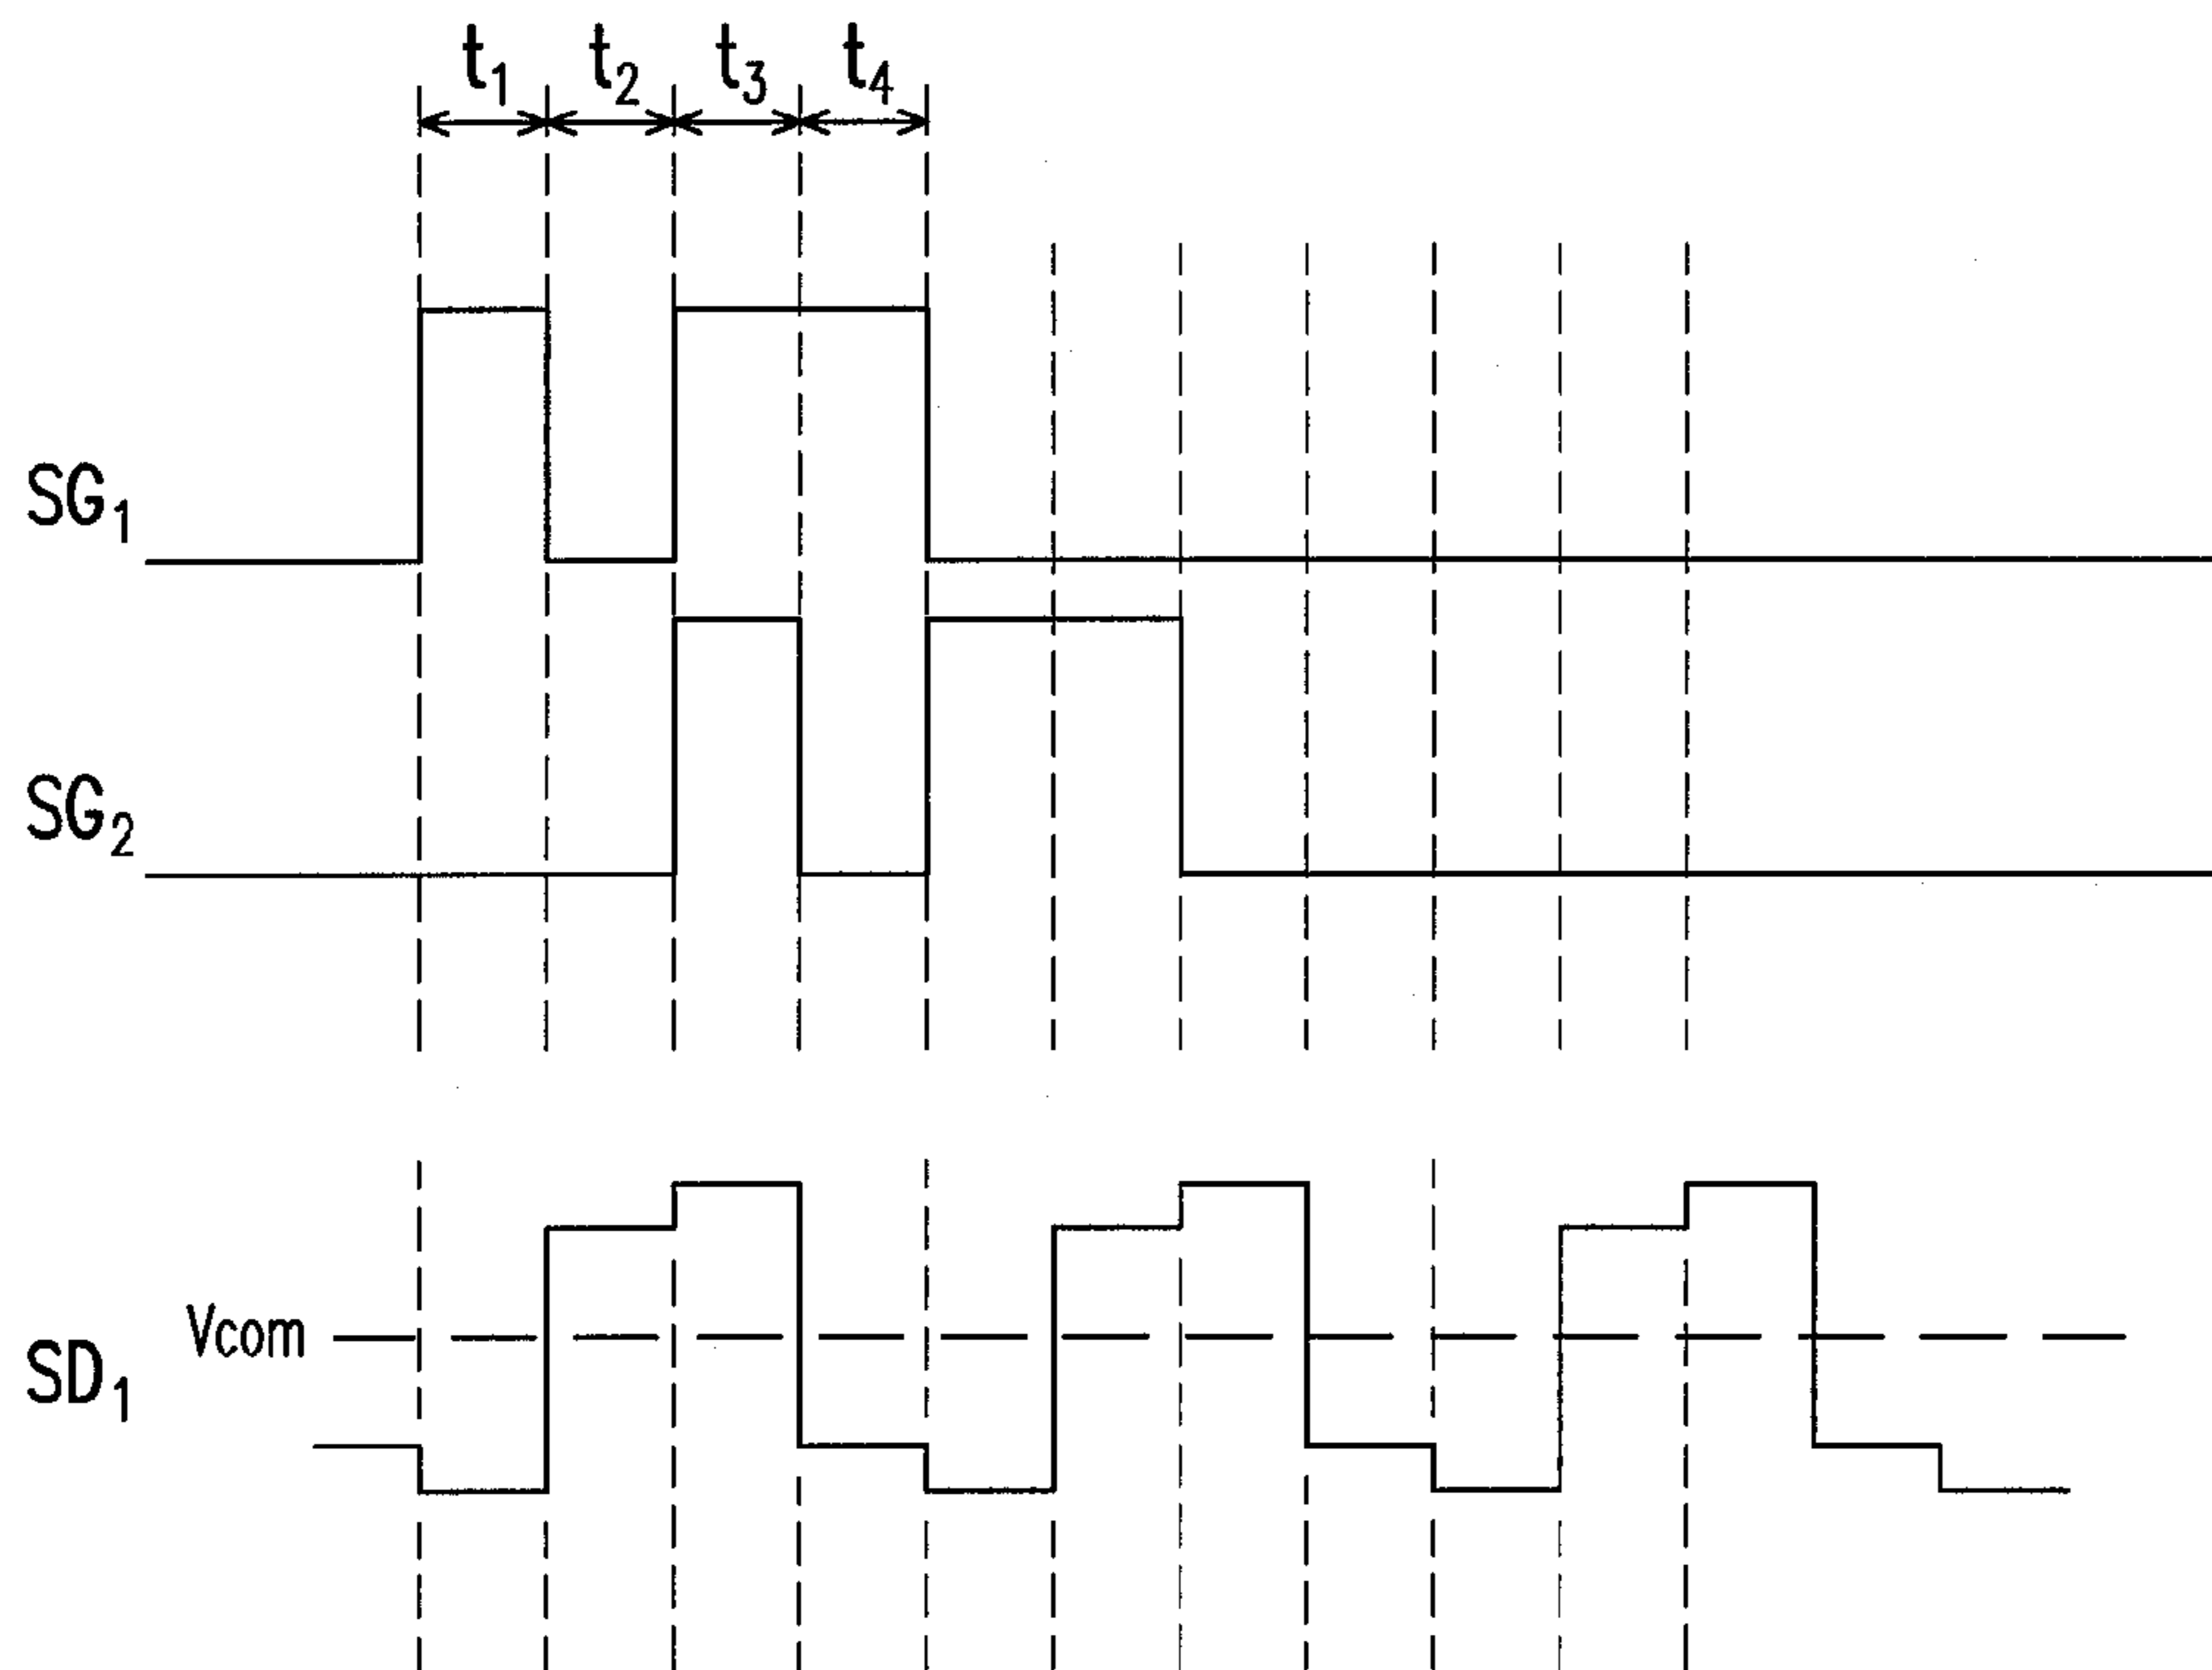 t₁ t₂ t₃ t₄
SG₁
SG₂
Vcom
SD₁